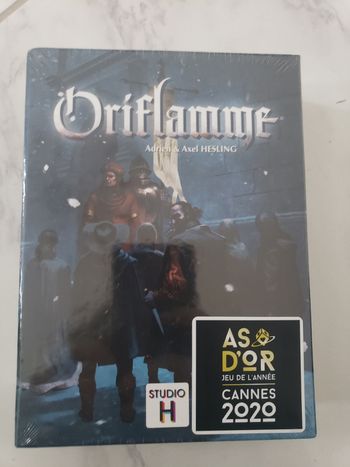 Oriflamme
Adrien & Axel HESLING
AS
D'OR
JEU DE L'ANNÉE
CANNES
2020
STUDIO
H